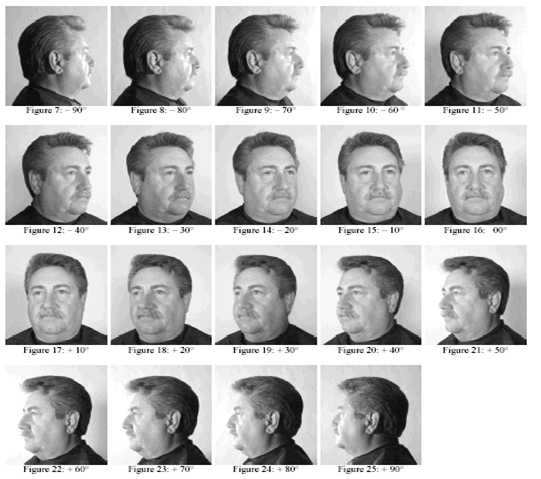 Figure 7: – 90°
Figure 8: – 80°
Figure 9: – 70°
Figure 10: – 60 °
Figure 11: – 50°
Figure 12: – 40°
Figure 13: – 30°
Figure 14: – 20°
Figure 15: – 10°
Figure 16: 00°
Figure 17: + 10°
Figure 18: + 20°
Figure 19: + 30°
Figure 20: + 40°
Figure 21: + 50°
Figure 22: + 60°
Figure 23: + 70°
Figure 24: + 80°
Figure 25: + 90°